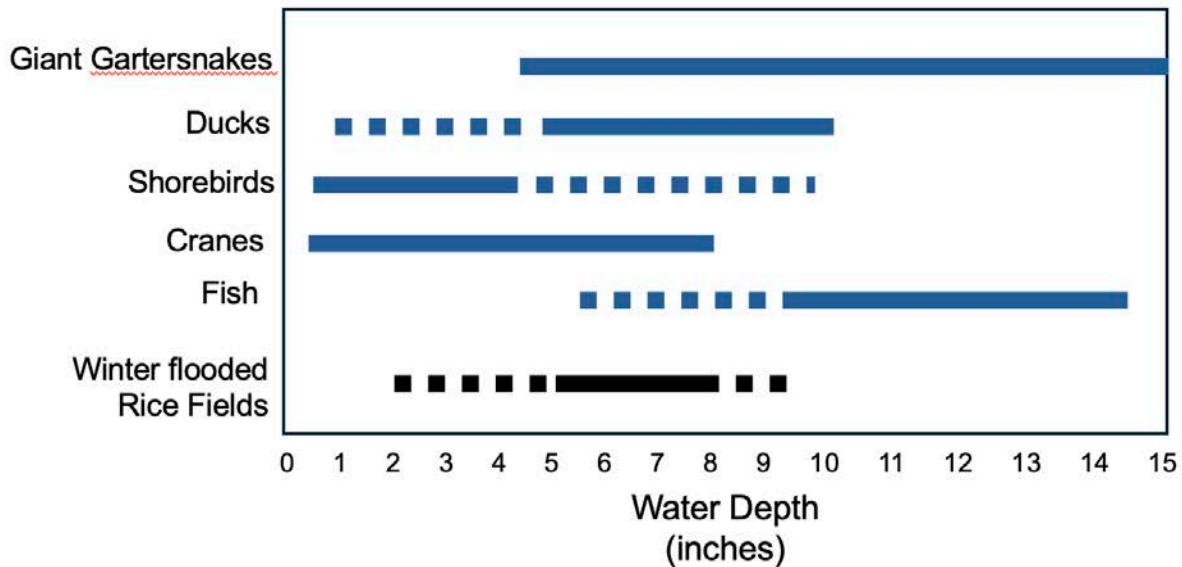 Giant Gartersnakes
Ducks
Shorebirds
Cranes
Fish
Winter flooded
Rice Fields
0 1 2 3 4 5 6 7 8 9 10 11 12 13 14 15
Water Depth
(inches)